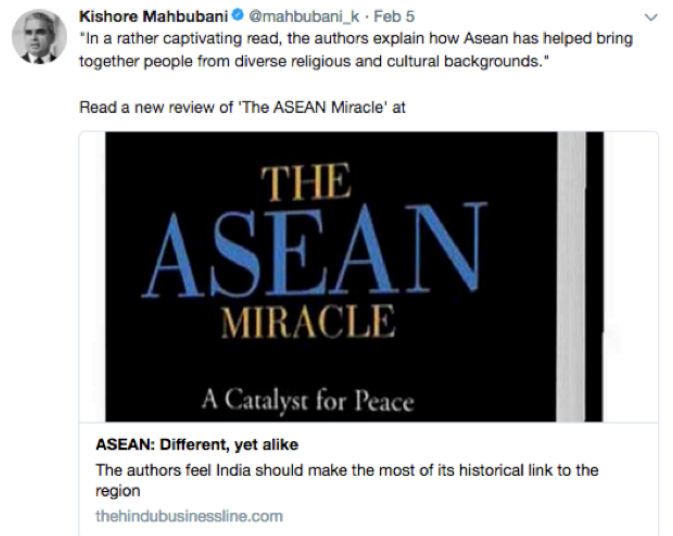 Kishore Mahbubani @mahbubani_k · Feb 5
"In a rather captivating read, the authors explain how Asean has helped bring
together people from diverse religious and cultural backgrounds."
Read a new review of 'The ASEAN Miracle' at
THE
ASEAN
MIRACLE
A Catalyst for Peace
ASEAN: Different, yet alike
The authors feel India should make the most of its historical link to the
region
thehindubusinessline.com